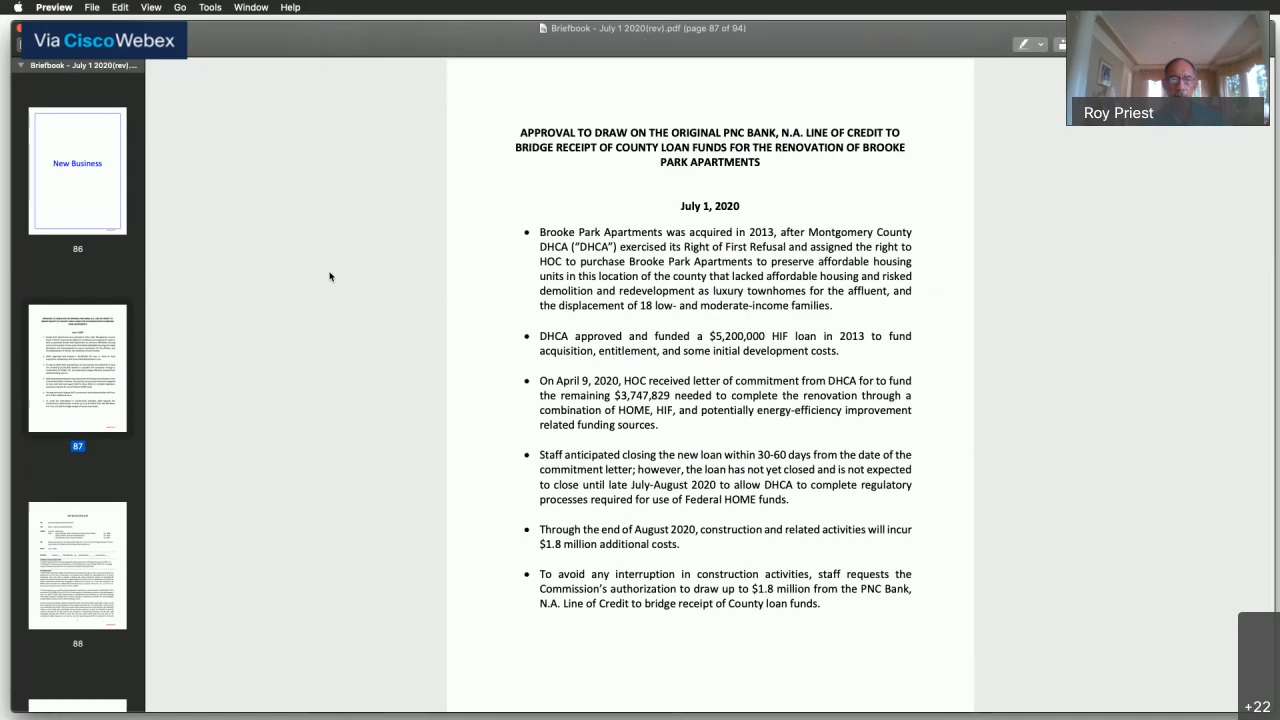 Preview File Edit View Go Tools Window Help
Via CiscoWebex
Briefbook - July 1 2020(rev).pdf (page 87 of 94)
Briefbook - July 1 2020(rev)....
Roy Priest
New Business
86
87
88
APPROVAL TO DRAW ON THE ORIGINAL PNC BANK, N.A. LINE OF CREDIT TO
BRIDGE RECEIPT OF COUNTY LOAN FUNDS FOR THE RENOVATION OF BROOKE
PARK APARTMENTS
July 1, 2020
• Brooke Park Apartments was acquired in 2013, after Montgomery County
DHCA ("DHCA") exercised its Right of First Refusal and assigned the right to
HOC to purchase Brooke Park Apartments to preserve affordable housing
units in this location of the county that lacked affordable housing and risked
demolition and redevelopment as luxury townhomes for the affluent, and
the displacement of 18 low- and moderate-income families.
• DHCA approved and funded a $5,200,000 HIF loan in 2013 to fund
acquisition, entitlement, and some initial development costs.
• On April 9, 2020, HOC received letter of commitment from DHCA for to fund
the remaining $3,747,829 needed to complete the renovation through a
combination of HOME, HIF, and potentially energy-efficiency improvement
related funding sources.
• Staff anticipated closing the new loan within 30-60 days from the date of the
commitment letter; however, the loan has not yet closed and is not expected
to close until late July-August 2020 to allow DHCA to complete regulatory
processes required for use of Federal HOME funds.
• Through the end of August 2020, construction and related activities will incur
$1.8 million additional costs.
• To avoid any interruption in construction activities, staff requests the
Commission's authorization to draw up to $1.8 million from the PNC Bank,
N.A. Line of Credit to bridge receipt of County loan funds.
+22